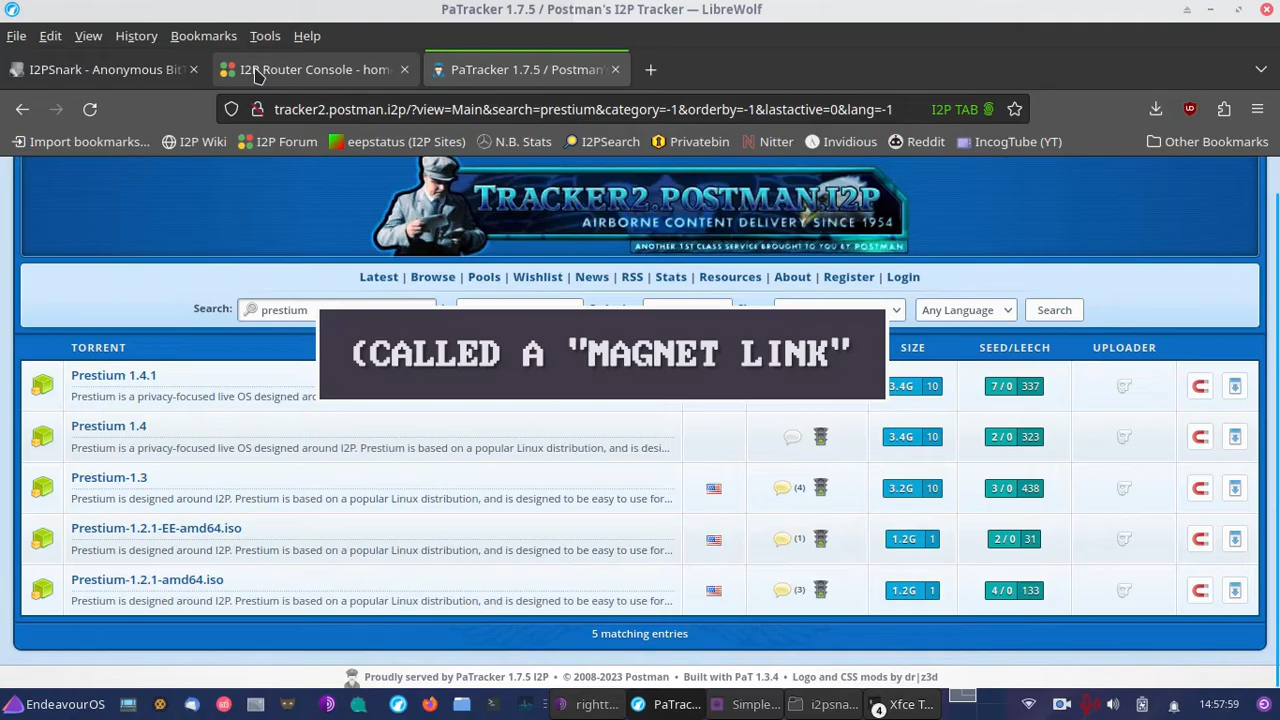 PaTracker 1.7.5 / Postman's I2P Tracker — LibreWolf
File Edit View History Bookmarks Tools Help
I2PSnark - Anonymous BitT
I2P Router Console - hom
PaTracker 1.7.5 / Postman's
tracker2.postman.i2p/?view=Main&search=prestium&category=-1&orderby=-1&lastactive=0&lang=-1 I2P TAB
Import bookmarks... I2P Wiki I2P Forum eepstatus (I2P Sites) N.B. Stats I2PSearch Privatebin Nitter Invidious Reddit IncogTube (YT) Other Bookmarks
TRACKER2.POSTMAN.I2P
AIRBORNE CONTENT DELIVERY SINCE 1954
ANOTHER 1ST CLASS SERVICE BROUGHT TO YOU BY POSTMAN
Latest | Browse | Pools | Wishlist | News | RSS | Stats | Resources | About | Register | Login
Search: prestium Any Language Search
TORRENT SIZE SEED/LEECH UPLOADER
(CALLED A "MAGNET LINK"
Prestium 1.4.1
Prestium is a privacy-focused live OS designed aro
3.4G 10 7 / 0 337
Prestium 1.4
Prestium is a privacy-focused live OS designed around I2P. Prestium is based on a popular Linux distribution, and is desi...
3.4G 10 2 / 0 323
Prestium-1.3
Prestium is designed around I2P. Prestium is based on a popular Linux distribution, and is designed to be easy to use for...
(4) 3.2G 10 3 / 0 438
Prestium-1.2.1-EE-amd64.iso
Prestium is designed around I2P. Prestium is based on a popular Linux distribution, and is designed to be easy to use for...
(1) 1.2G 1 2 / 0 31
Prestium-1.2.1-amd64.iso
Prestium is designed around I2P. Prestium is based on a popular Linux distribution, and is designed to be easy to use for...
(3) 1.2G 1 4 / 0 133
5 matching entries
Proudly served by PaTracker 1.7.5 I2P • © 2008-2023 Postman • Built with PaT 1.3.4 • Logo and CSS mods by dr|z3d
EndeavourOS rightt... PaTrac... Simple... i2psna... 4 Xfce T... 14:57:59